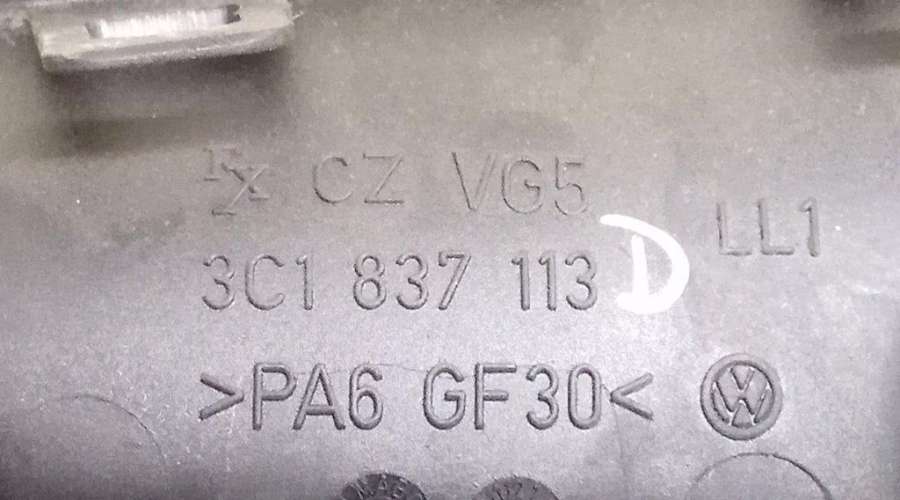 CZ VG5
3C1 837 113 D LL1
>PA6 GF30<